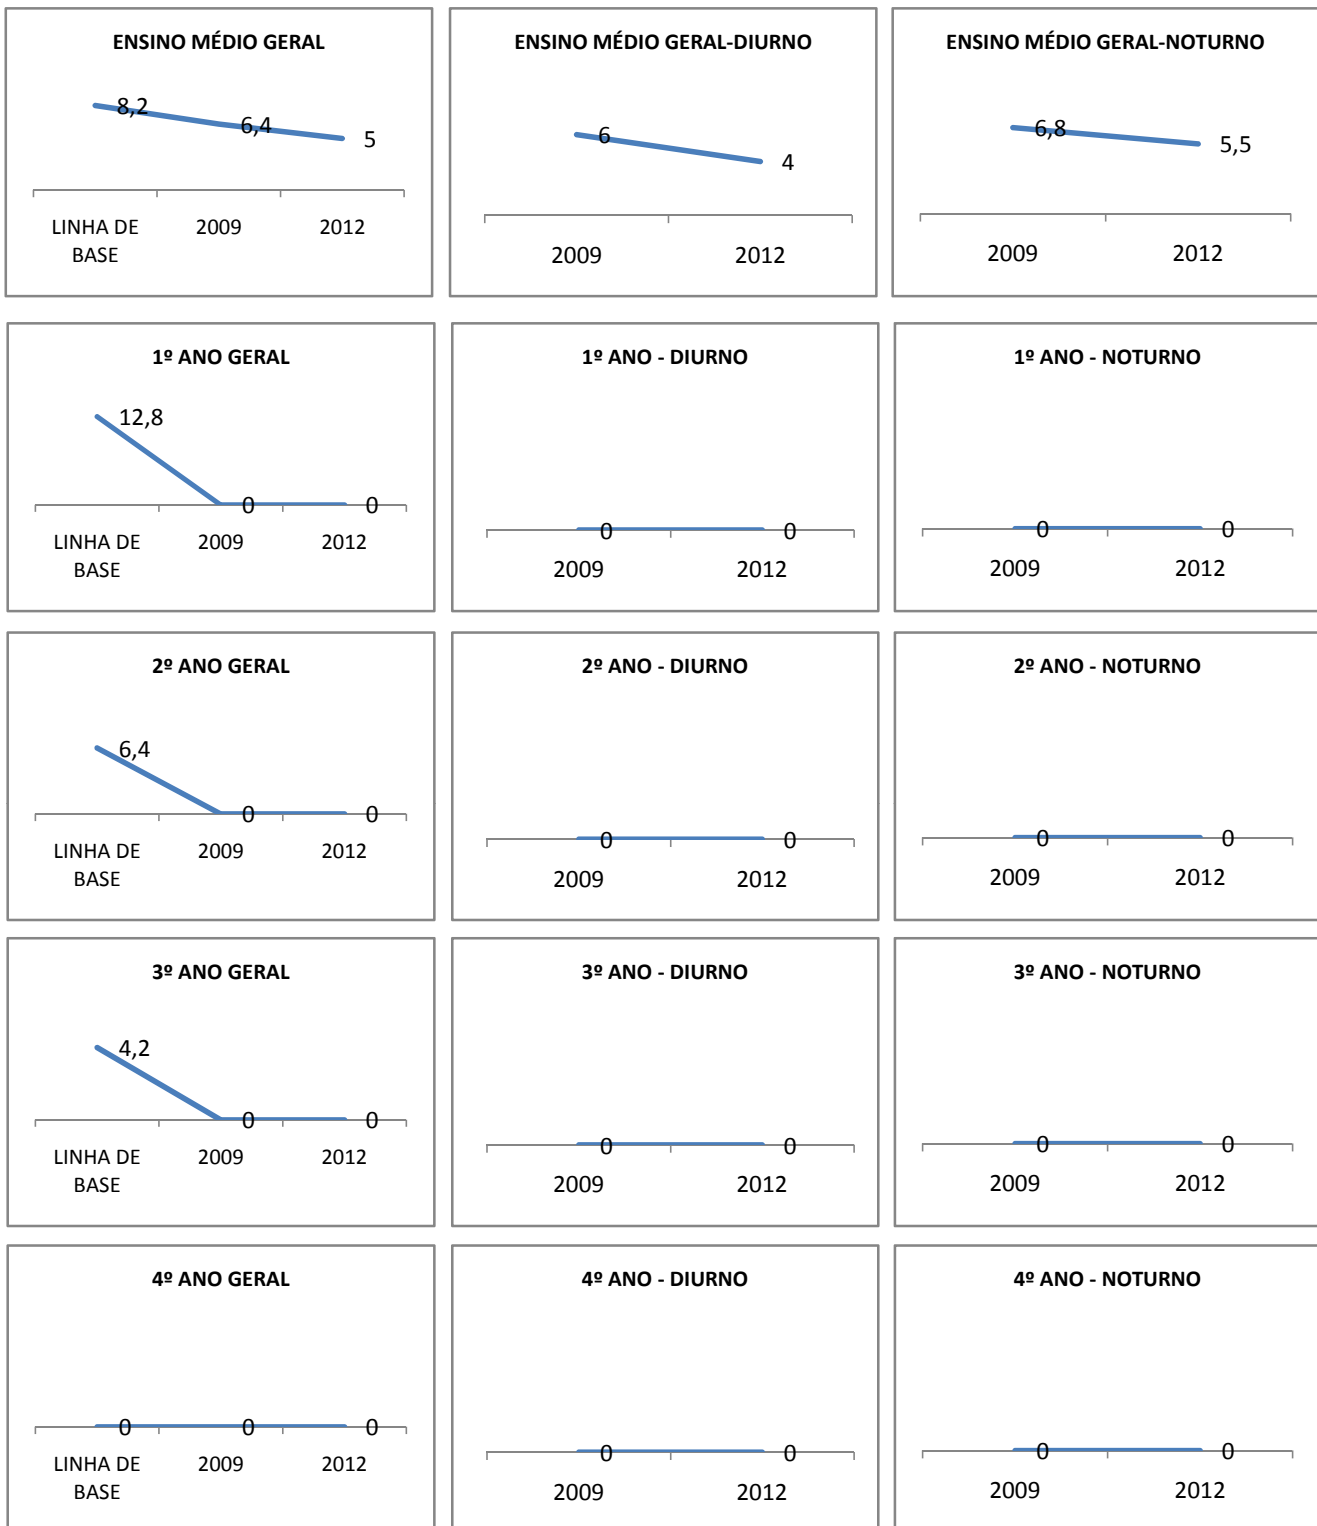 ENSINO MÉDIO GERAL
8,2
6,4
5
LINHA DE
BASE
2009
2012
ENSINO MÉDIO GERAL-DIURNO
6
4
2009
2012
ENSINO MÉDIO GERAL-NOTURNO
6,8
5,5
2009
2012
1º ANO GERAL
12,8
0
0
LINHA DE
BASE
2009
2012
1º ANO - DIURNO
0
0
2009
2012
1º ANO - NOTURNO
0
0
2009
2012
2º ANO GERAL
6,4
0
0
LINHA DE
BASE
2009
2012
2º ANO - DIURNO
0
0
2009
2012
2º ANO - NOTURNO
0
0
2009
2012
3º ANO GERAL
4,2
0
0
LINHA DE
BASE
2009
2012
3º ANO - DIURNO
0
0
2009
2012
3º ANO - NOTURNO
0
0
2009
2012
4º ANO GERAL
0
0
0
LINHA DE
BASE
2009
2012
4º ANO - DIURNO
0
0
2009
2012
4º ANO - NOTURNO
0
0
2009
2012